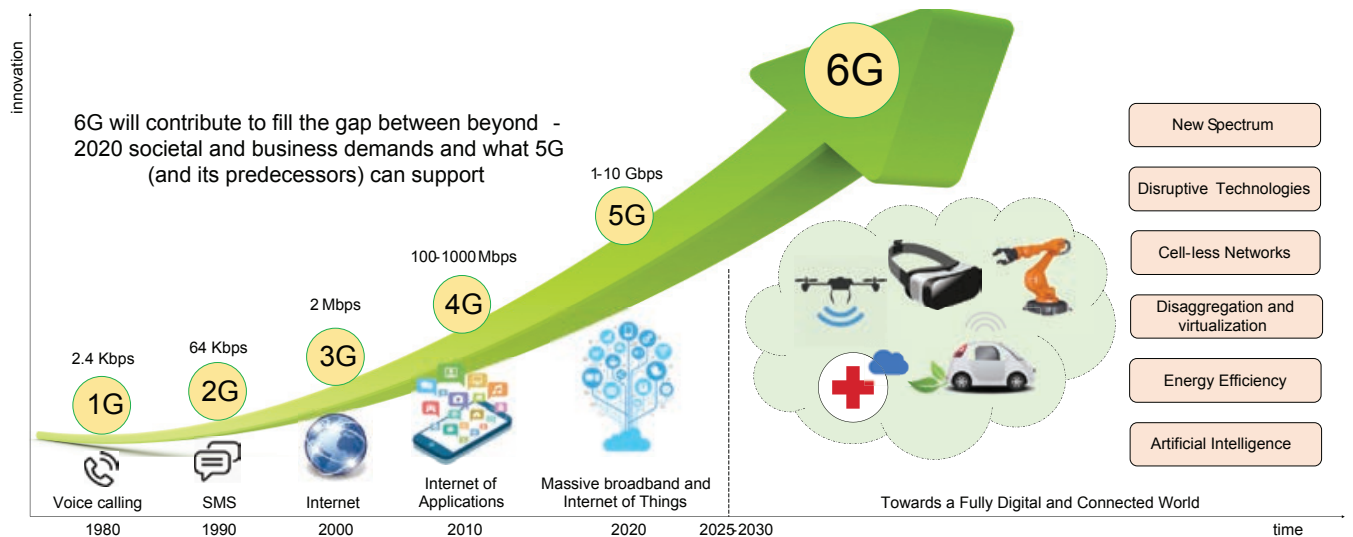 innovation
6G will contribute to fill the gap between beyond -
2020 societal and business demands and what 5G
(and its predecessors) can support
2.4 Kbps
1G
Voice calling
1980
64 Kbps
2G
SMS
1990
2 Mbps
3G
Internet
2000
100-1000 Mbps
4G
Internet of
Applications
2010
1-10 Gbps
5G
Massive broadband and
Internet of Things
2020
2025-2030
6G
Towards a Fully Digital and Connected World
New Spectrum
Disruptive Technologies
Cell-less Networks
Disaggregation and
virtualization
Energy Efficiency
Artificial Intelligence
time